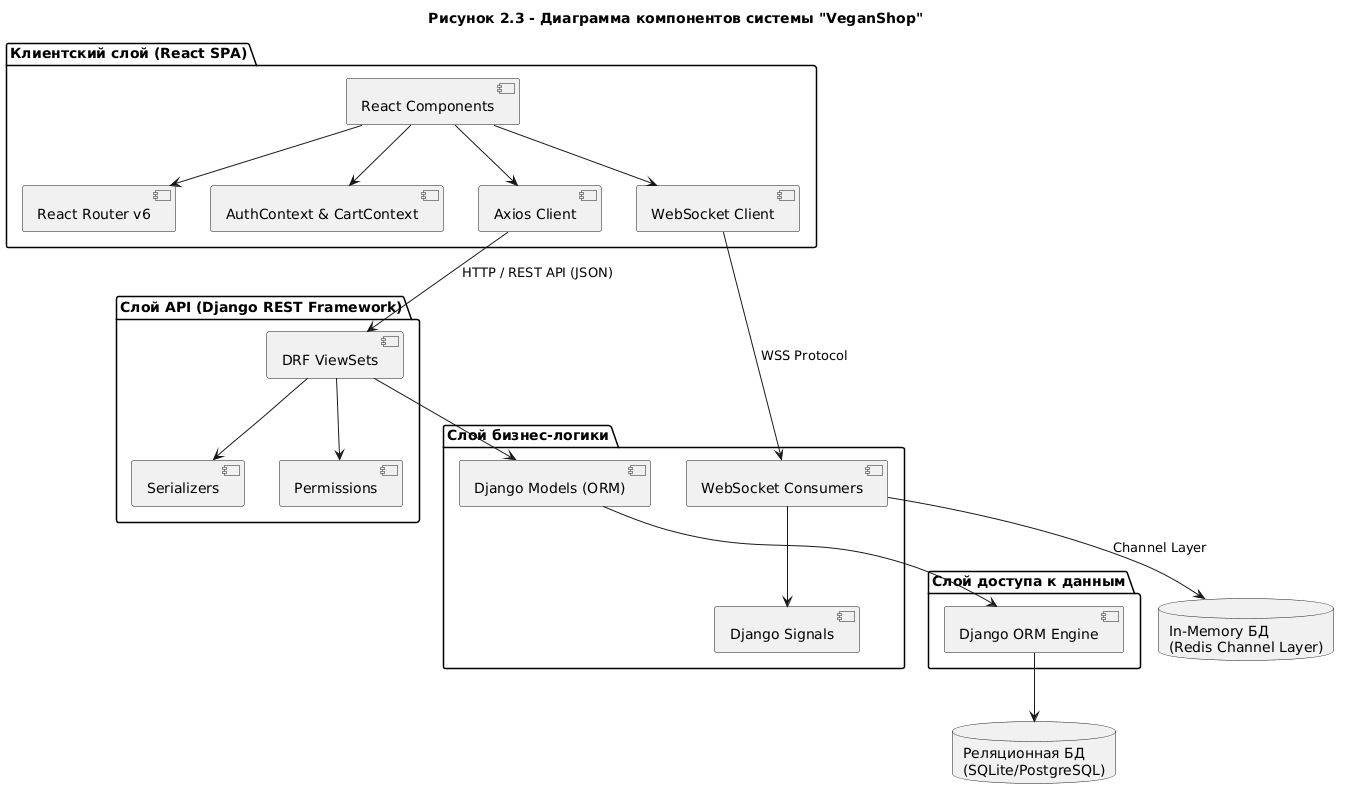 Рисунок 2.3 - Диаграмма компонентов системы "VeganShop"
Клиентский слой (React SPA)
React Components
React Router v6
AuthContext & CartContext
Axios Client
WebSocket Client
HTTP / REST API (JSON)
Слой API (Django REST Framework)
DRF ViewSets
WSS Protocol
Слой бизнес-логики
Serializers
Permissions
Django Models (ORM)
WebSocket Consumers
Channel Layer
Слой доступа к данным
Django Signals
Django ORM Engine
In-Memory БД
(Redis Channel Layer)
Реляционная БД
(SQLite/PostgreSQL)